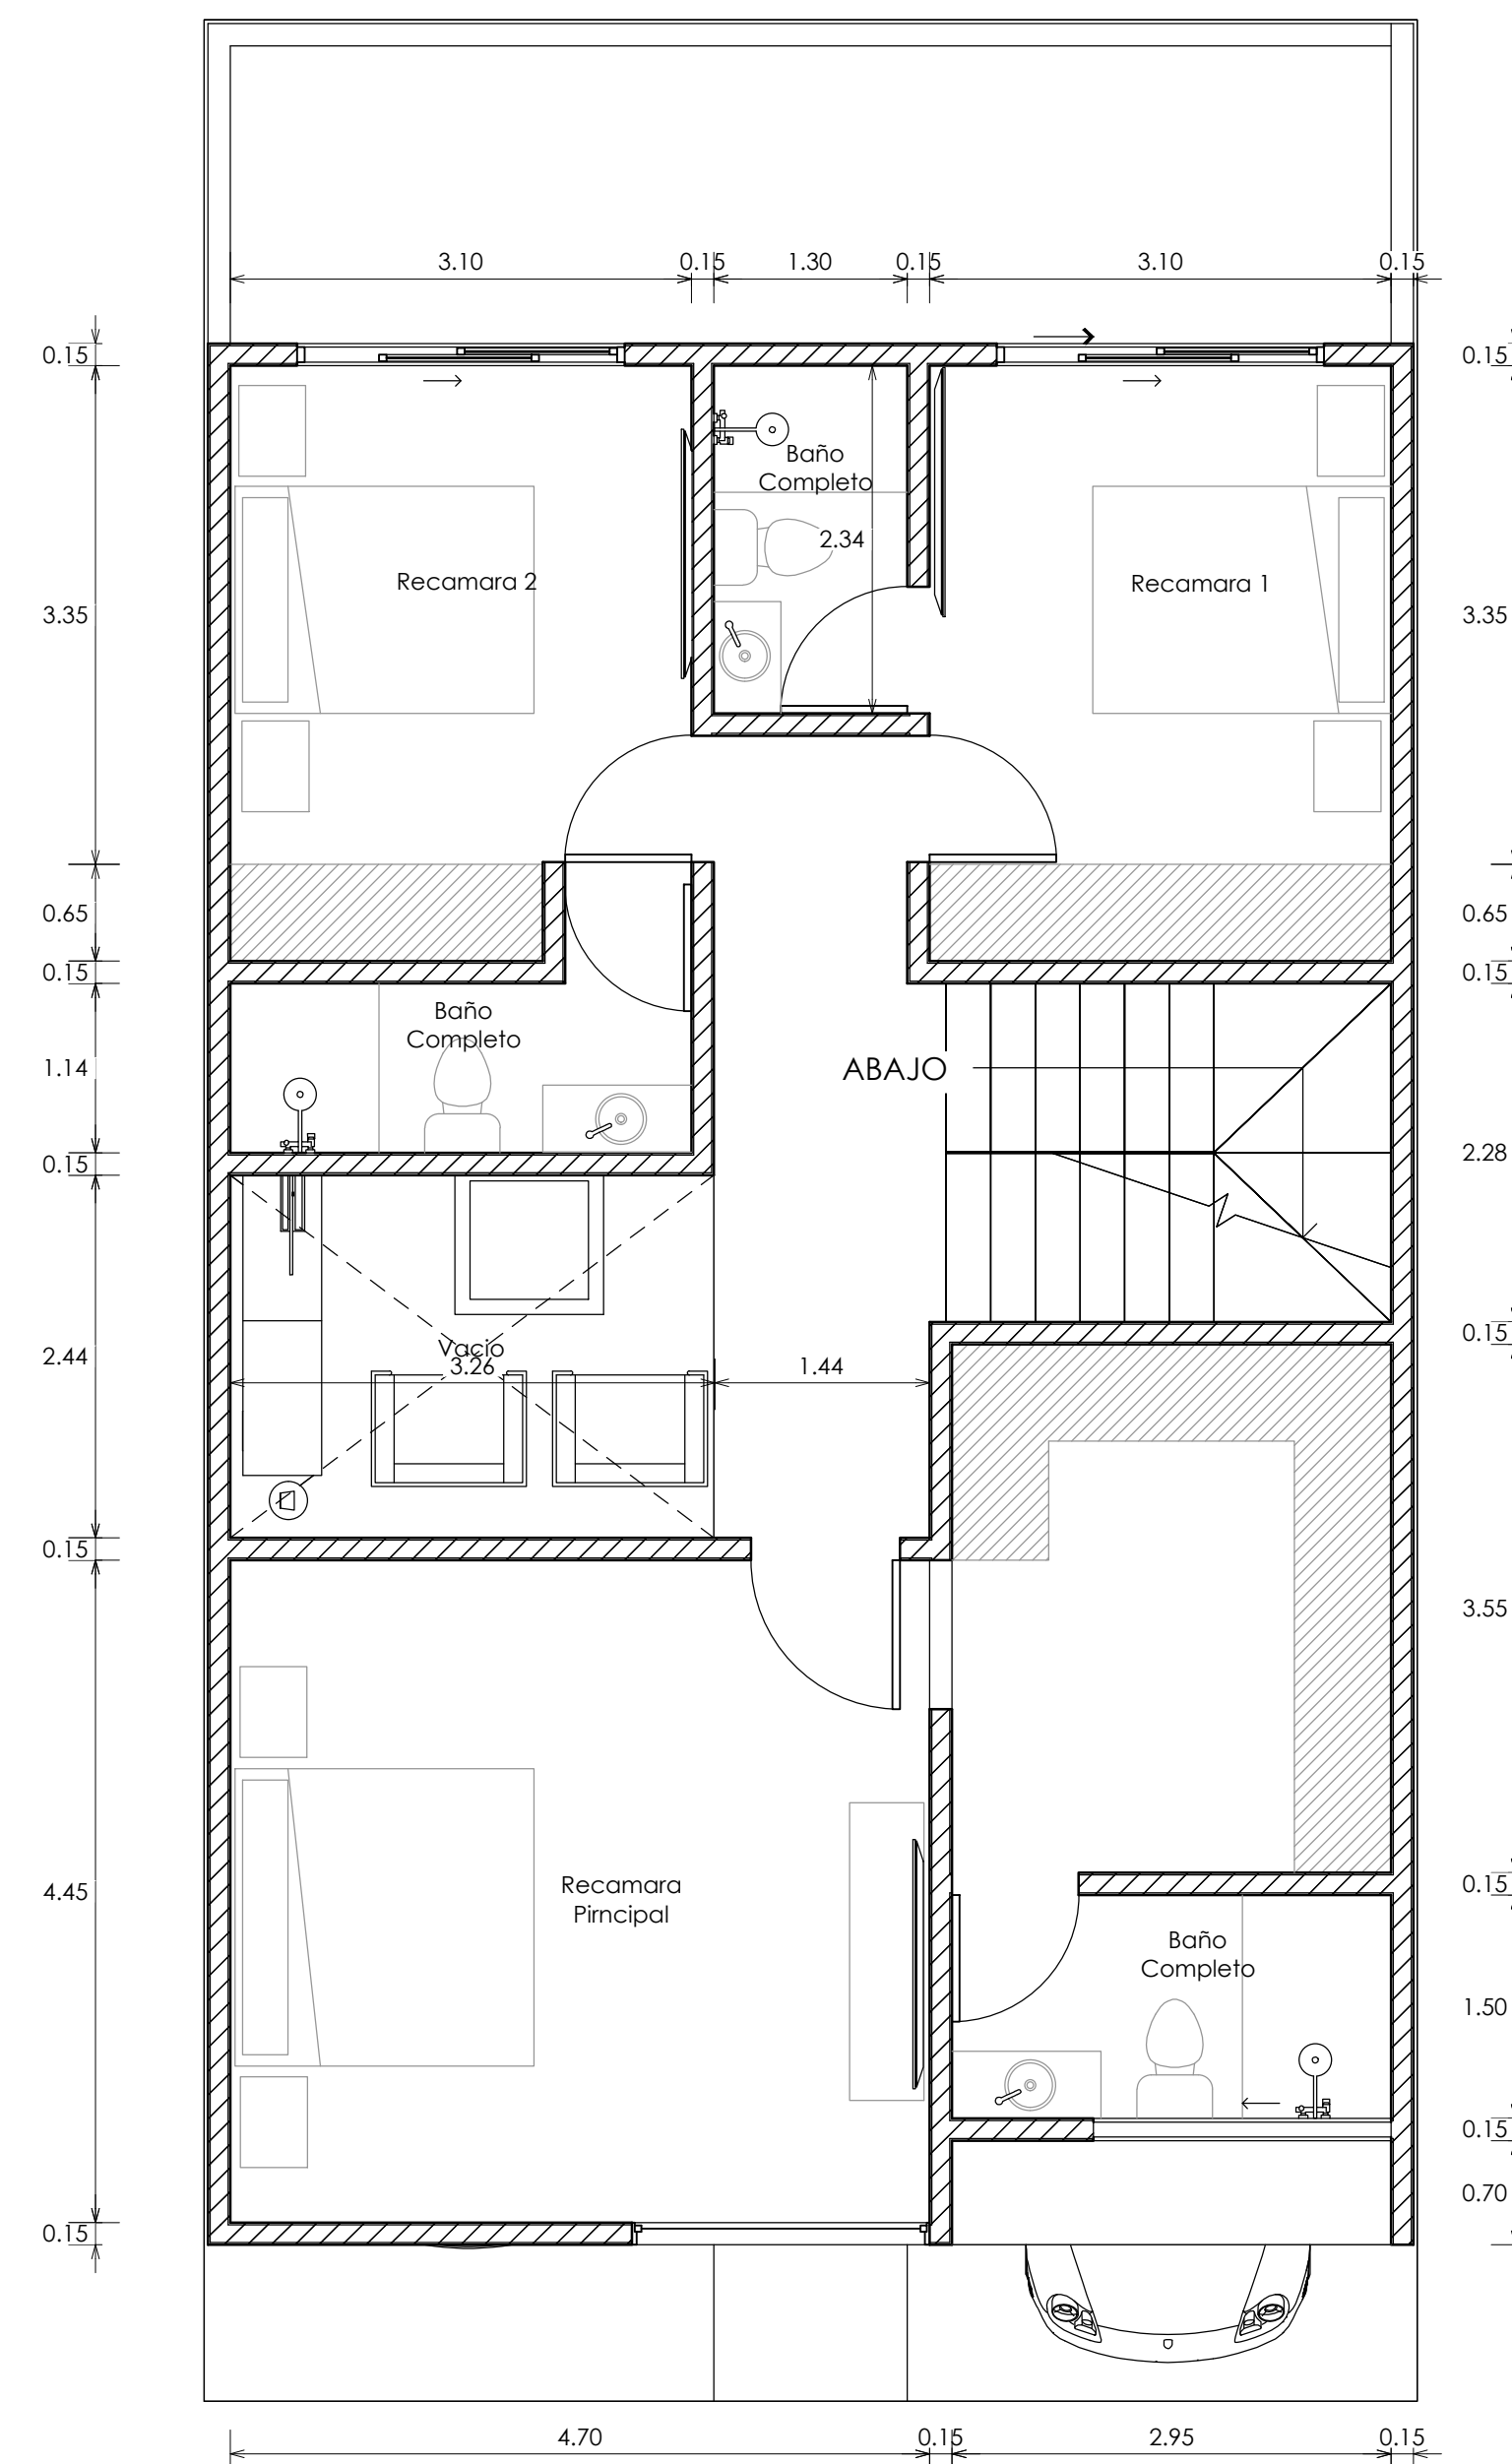 3.10 0.15 1.30 0.15 3.10 0.15
0.15 0.15
Baño
Completo
2.34
Recamara 2 Recamara 1
3.35 3.35
0.65 0.65
0.15 0.15
Baño
Completo
1.14 ABAJO
2.28
0.15
0.15
Vacio
2.44 3.26 1.44
0.15
3.55
Recamara
Pirncipal
4.45 0.15
Baño
Completo
1.50
0.15
0.70
0.15
4.70 0.15 2.95 0.15